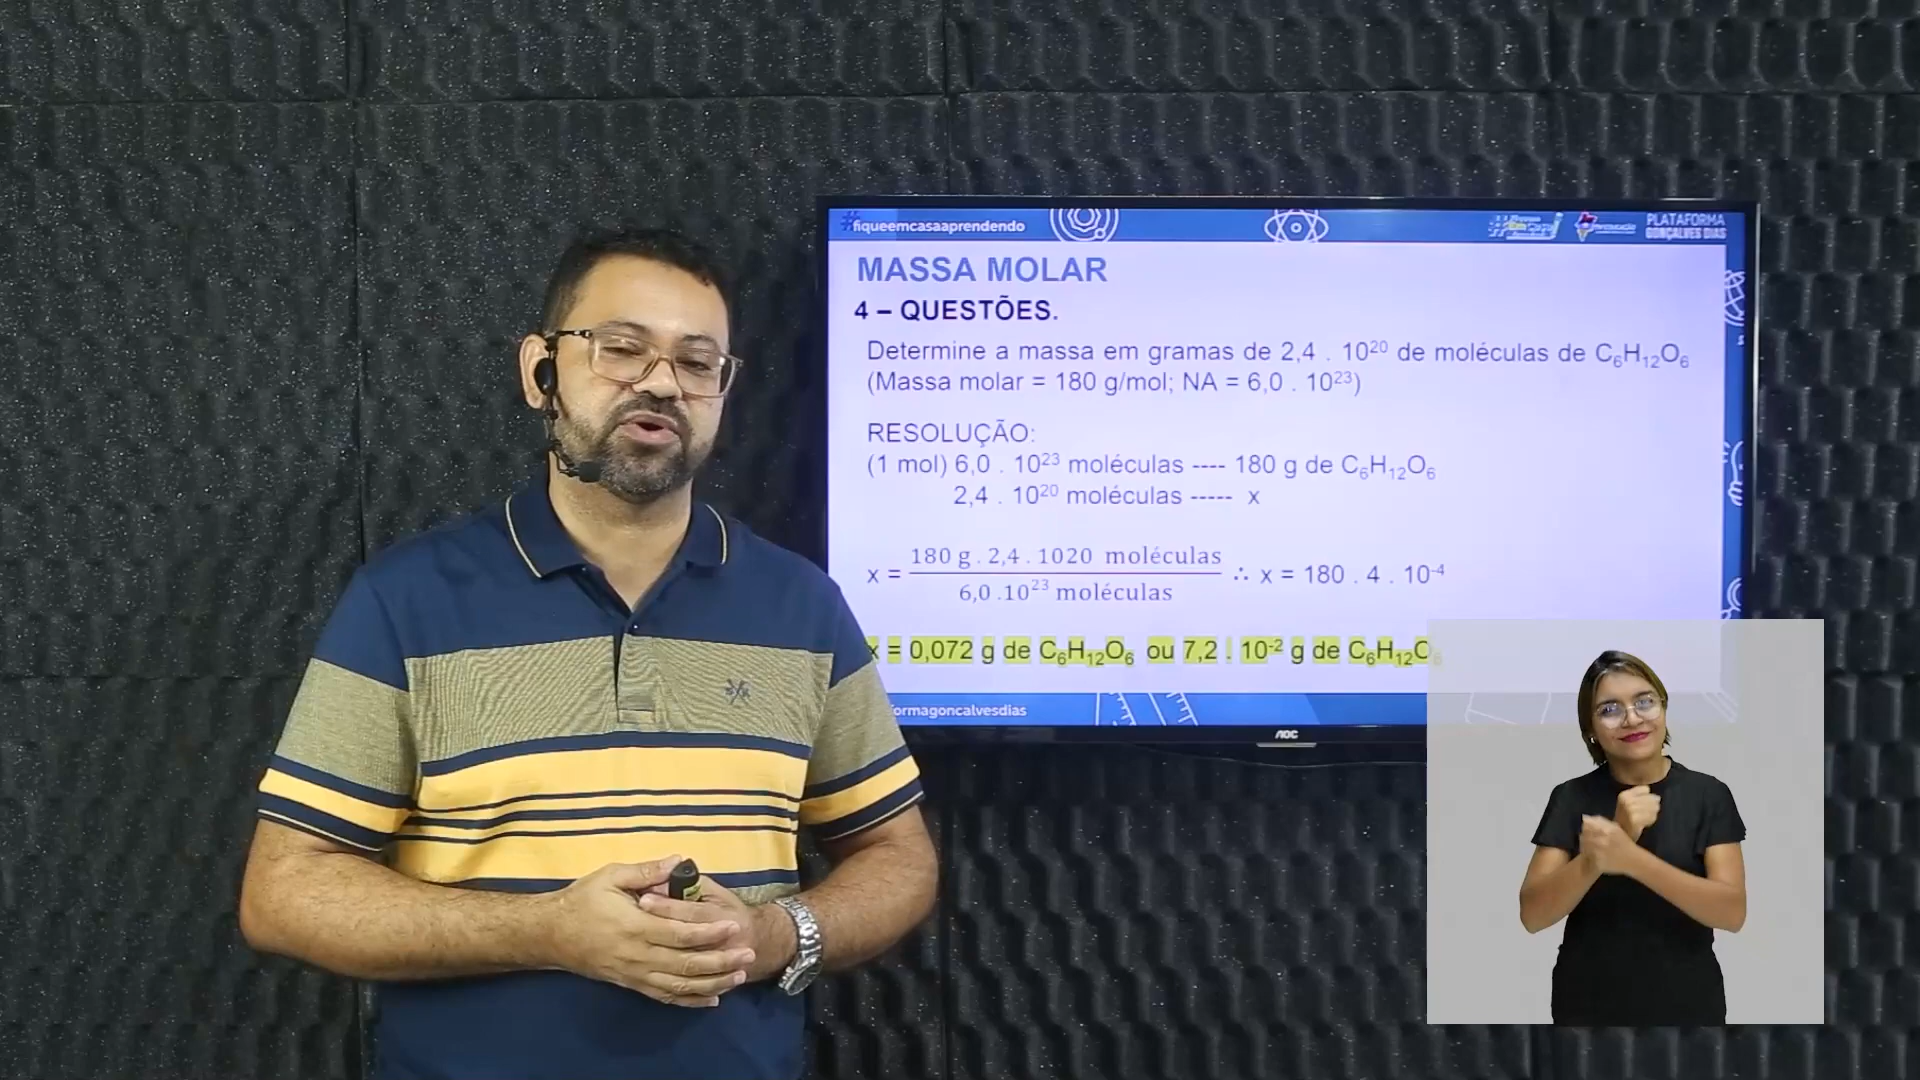 #fiqueemcasaaprendendo
PLATAFORMA
GONÇALVES DIAS
MASSA MOLAR
4 – QUESTÕES.
Determine a massa em gramas de 2,4 . 10²⁰ de moléculas de C₆H₁₂O₆
(Massa molar = 180 g/mol; NA = 6,0 . 10²³)
RESOLUÇÃO:
(1 mol) 6,0 . 10²³ moléculas ---- 180 g de C₆H₁₂O₆
2,4 . 10²⁰ moléculas ----- x
180 g . 2,4 . 1020 moléculas
x = ∴ x = 180 . 4 . 10⁻⁴
6,0 .10²³ moléculas
x = 0,072 g de C₆H₁₂O₆ ou 7,2 . 10⁻² g de C₆H₁₂O₆
ormagoncalvesdias
AOC